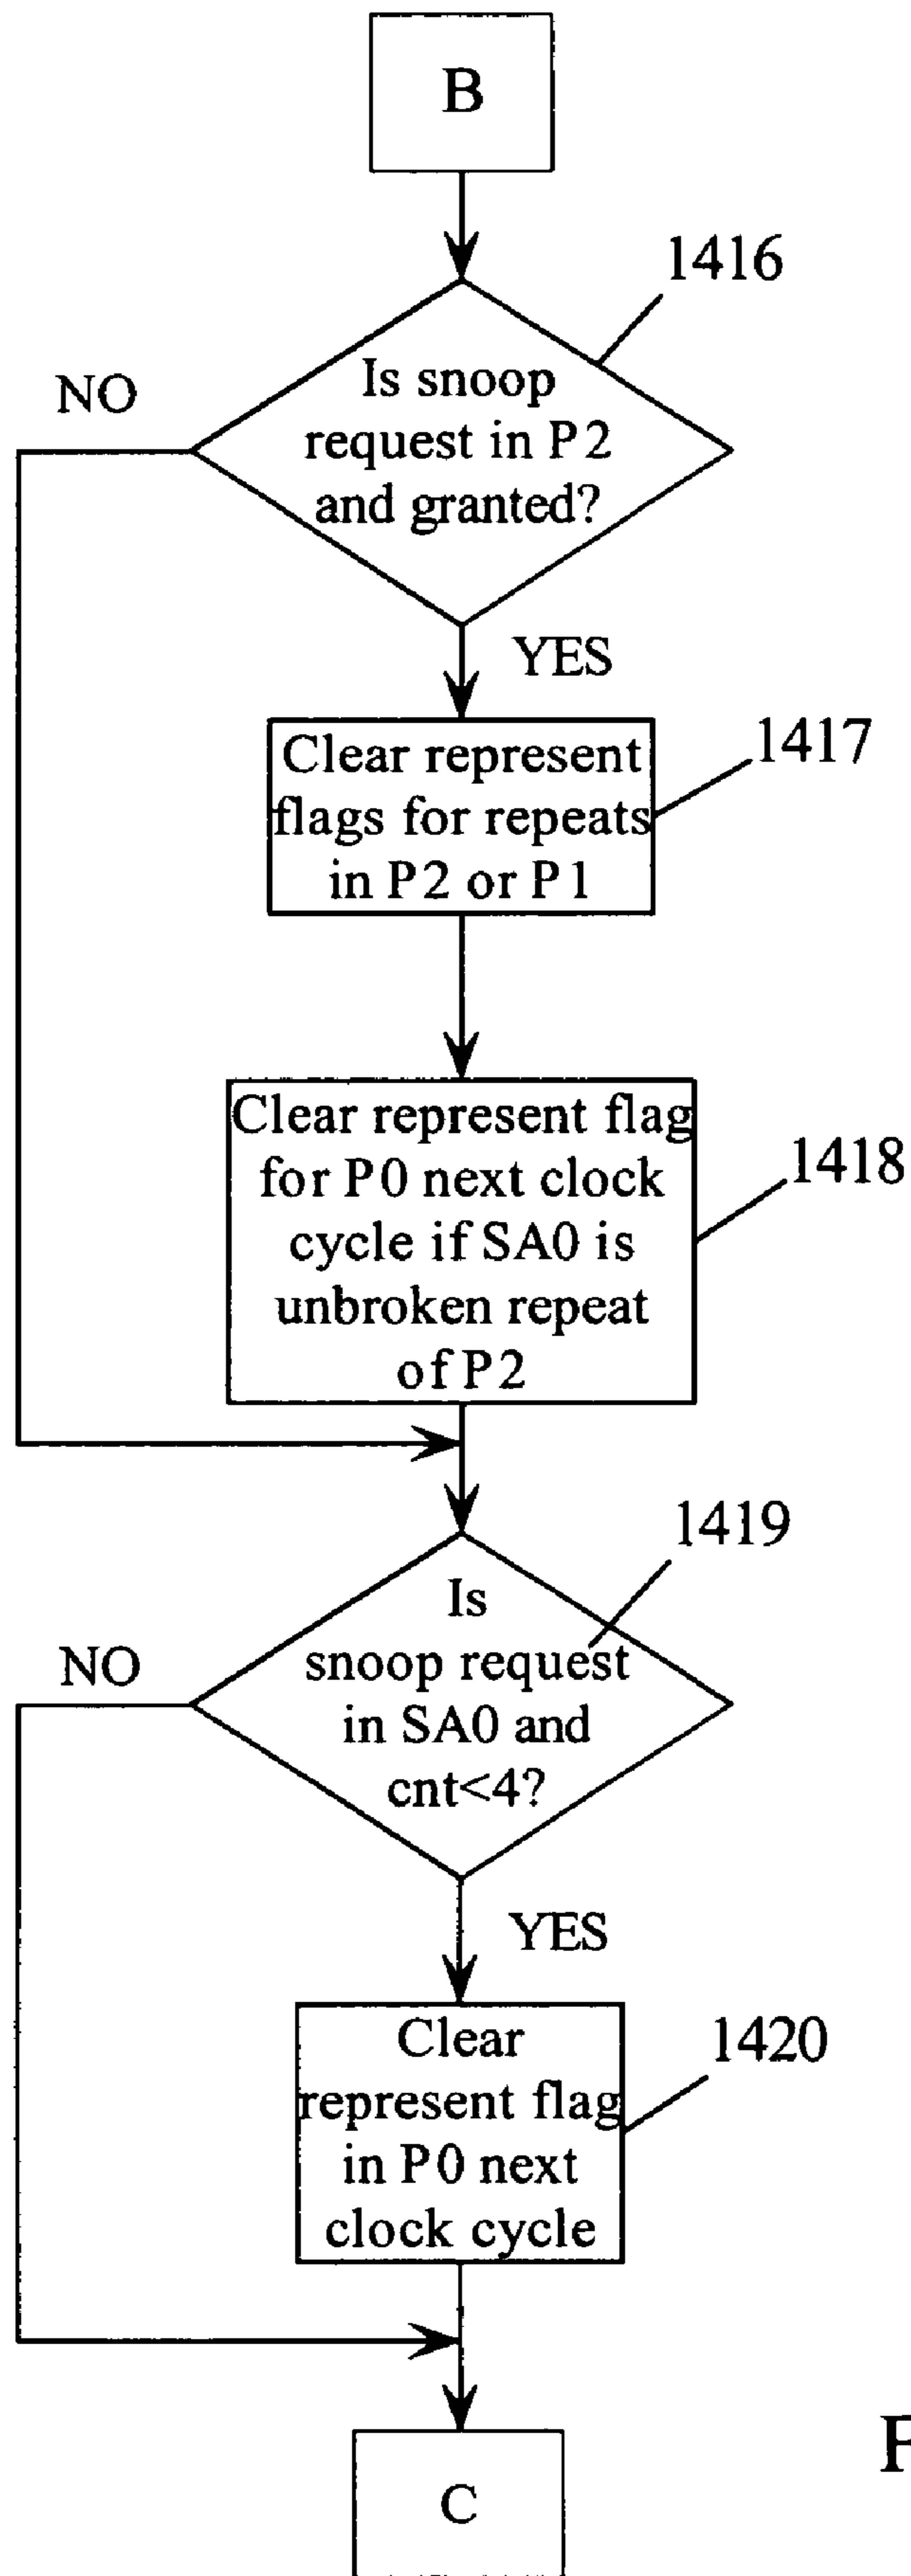 B
1416
NO
Is snoop
request in P2
and granted?
YES
1417
Clear represent
flags for repeats
in P2 or P1
1418
Clear represent flag
for P0 next clock
cycle if SA0 is
unbroken repeat
of P2
1419
NO
Is
snoop request
in SA0 and
cnt<4?
YES
1420
Clear
represent flag
in P0 next
clock cycle
F
C